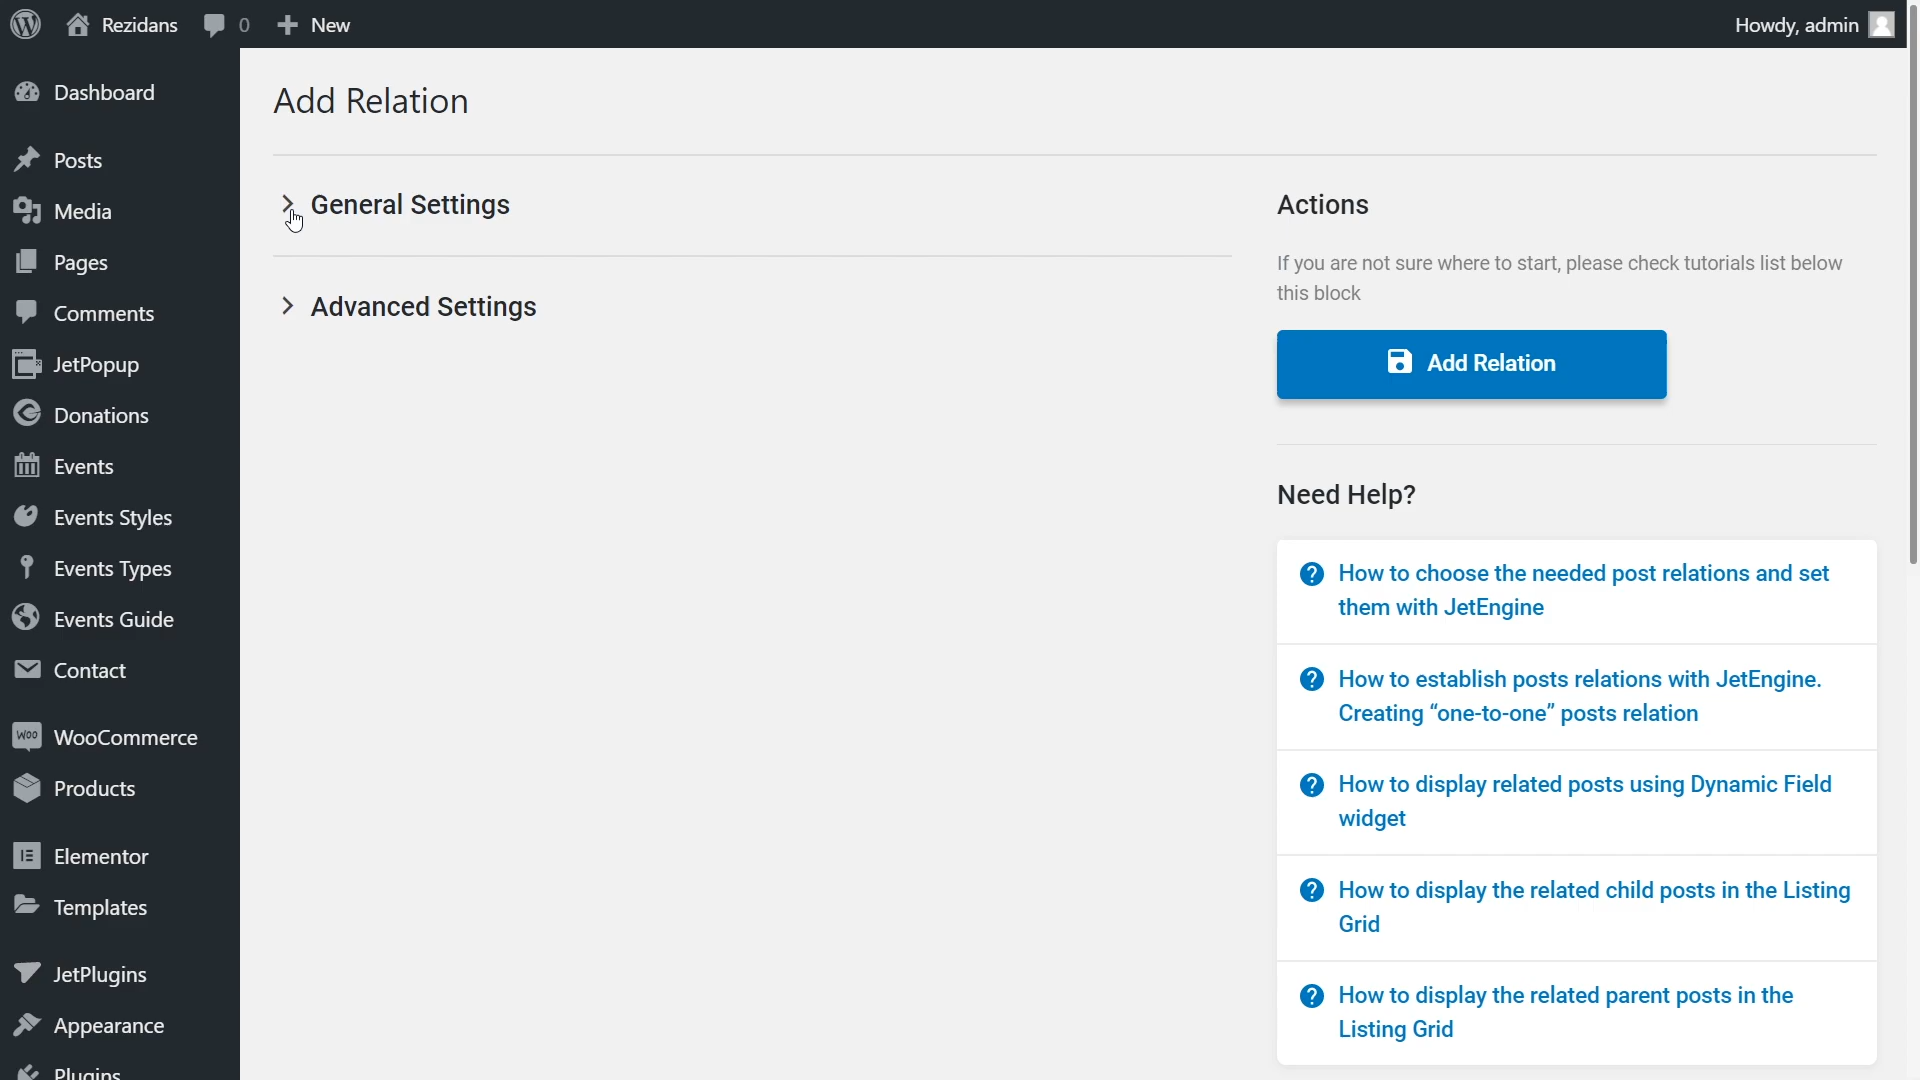 Rezidans
0
New
Howdy, admin
Dashboard
Posts
Media
Pages
Comments
JetPopup
Donations
Events
Events Styles
Events Types
Events Guide
Contact
WOO
WooCommerce
Products
Elementor
Templates
JetPlugins
Appearance
Plugins
Add Relation
General Settings
Advanced Settings
Actions
If you are not sure where to start, please check tutorials list below
this block
Add Relation
Need Help?
How to choose the needed post relations and set
them with JetEngine
How to establish posts relations with JetEngine.
Creating “one-to-one” posts relation
How to display related posts using Dynamic Field
widget
How to display the related child posts in the Listing
Grid
How to display the related parent posts in the
Listing Grid